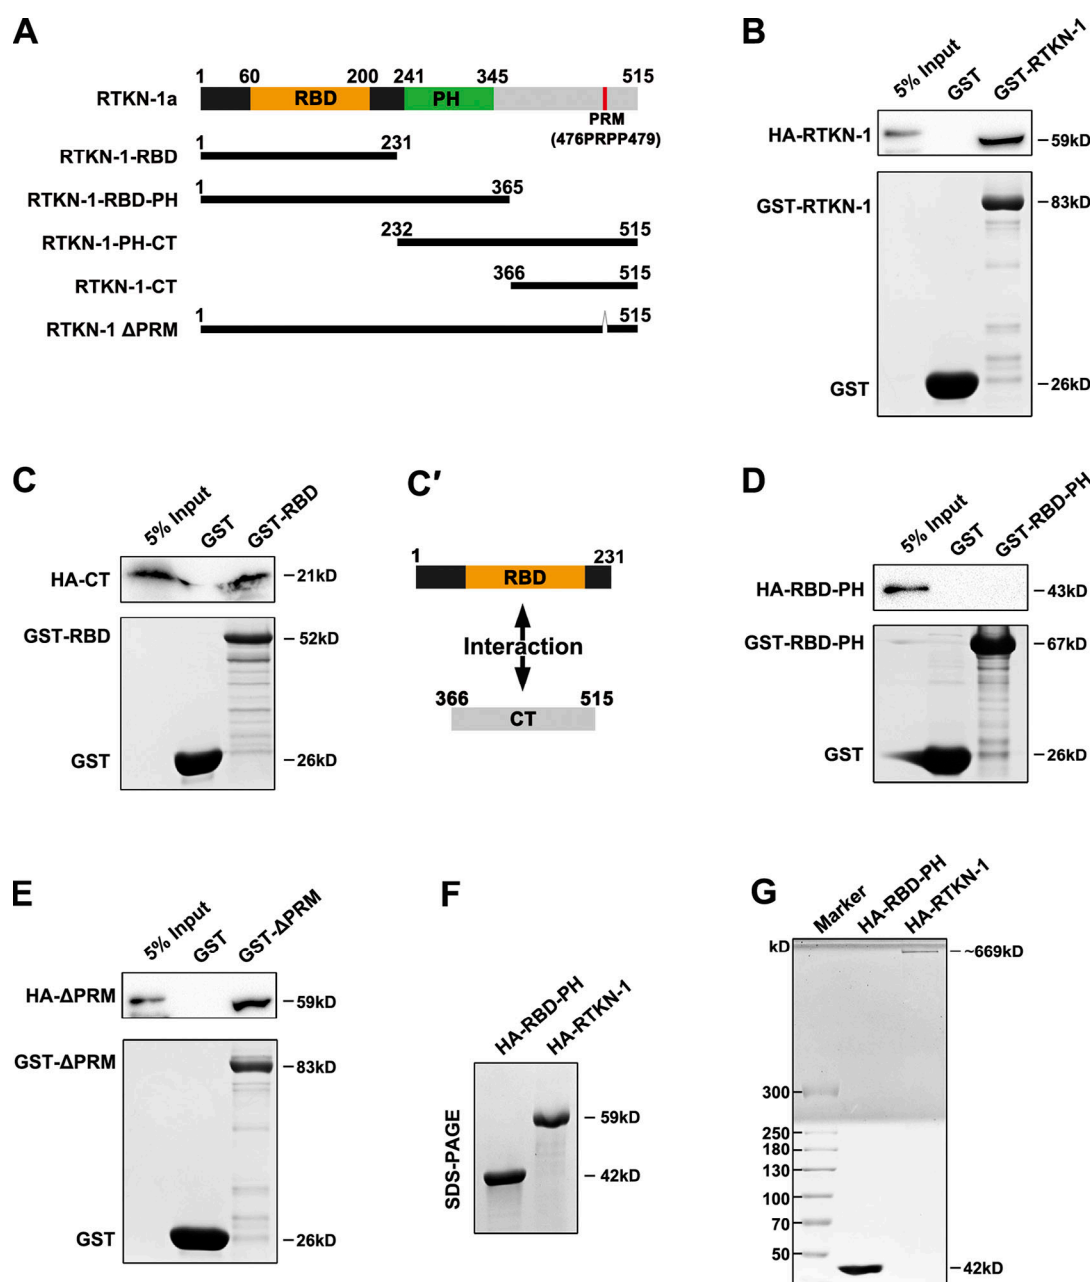 A
1 60 200 241 345 515
RTKN-1a RBD PH
PRM
(476PRPP479)
1 231
RTKN-1-RBD
1 365
RTKN-1-RBD-PH
232 515
RTKN-1-PH-CT
366 515
RTKN-1-CT
1 515
RTKN-1 ΔPRM
B
5% Input GST GST-RTKN-1
HA-RTKN-1 59kD
GST-RTKN-1 83kD
GST 26kD
C
5% Input GST GST-RBD
HA-CT 21kD
GST-RBD 52kD
GST 26kD
C'
1 231
RBD
Interaction
366 515
CT
D
5% Input GST GST-RBD-PH
HA-RBD-PH 43kD
GST-RBD-PH 67kD
GST 26kD
E
5% Input GST GST-ΔPRM
HA-ΔPRM 59kD
GST-ΔPRM 83kD
GST 26kD
F
HA-RBD-PH HA-RTKN-1
SDS-PAGE
59kD
42kD
G
Marker HA-RBD-PH HA-RTKN-1
kD ~669kD
300
250
180
130
100
70
50
42kD